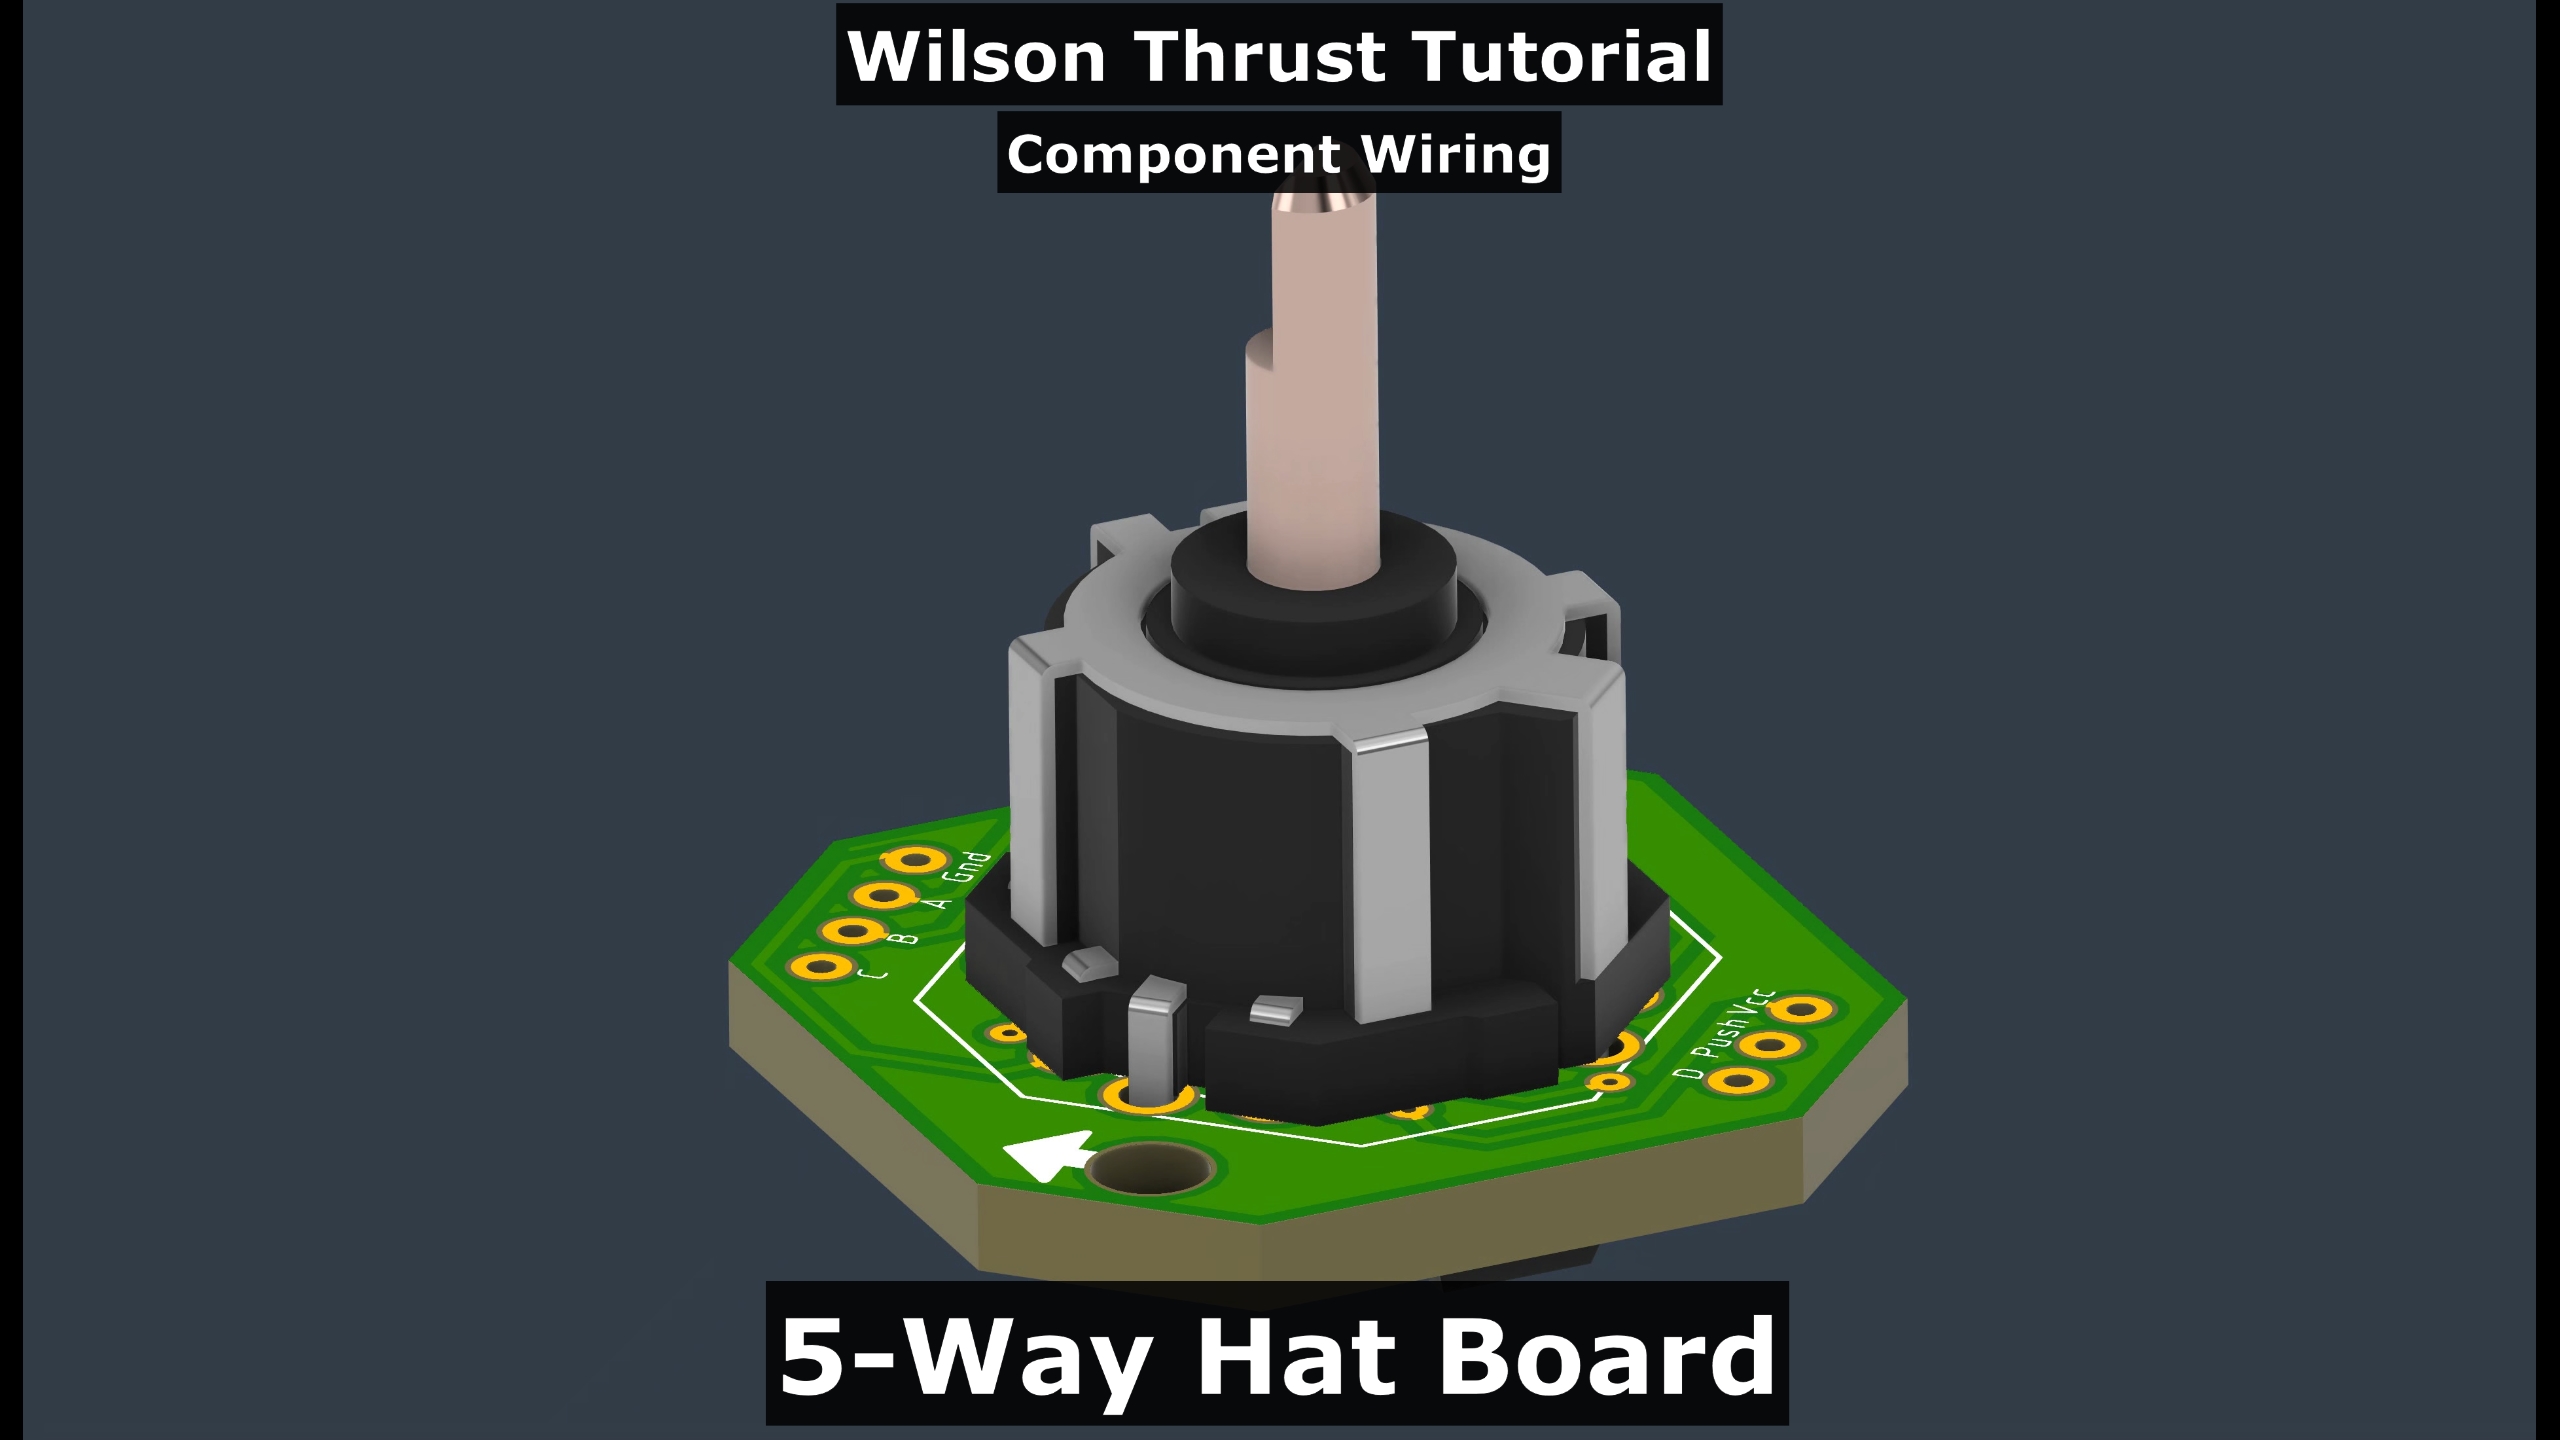 Wilson Thrust Tutorial
Component Wiring
Gnd
A
B
C
Vcc
Push
D
5-Way Hat Board